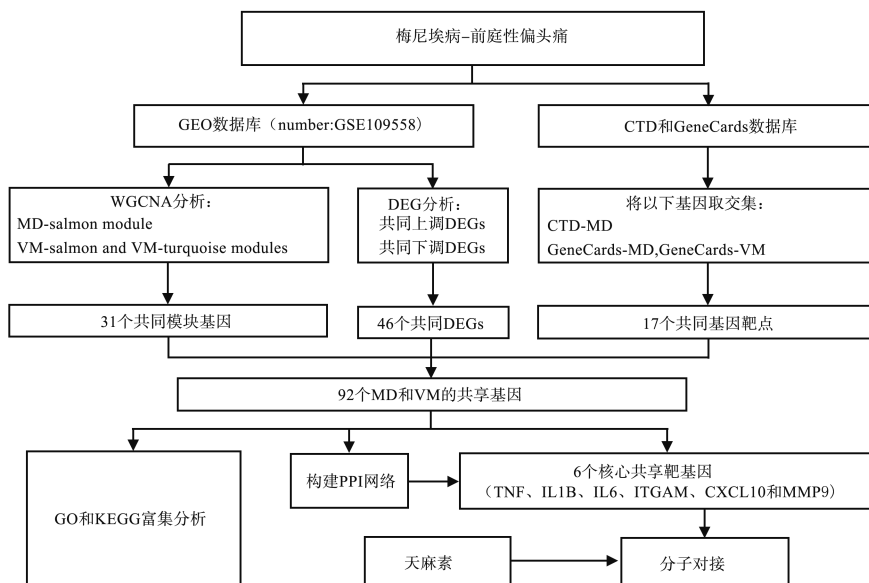 梅尼埃病-前庭性偏头痛
GEO数据库（number:GSE109558）
CTD和GeneCards数据库
WGCNA分析：
MD-salmon module
VM-salmon and VM-turquoise modules
DEG分析：
共同上调DEGs
共同下调DEGs
将以下基因取交集：
CTD-MD
GeneCards-MD,GeneCards-VM
31个共同模块基因
46个共同DEGs
17个共同基因靶点
92个MD和VM的共享基因
GO和KEGG富集分析
构建PPI网络
6个核心共享靶基因
（TNF、IL1B、IL6、ITGAM、CXCL10和MMP9）
天麻素
分子对接